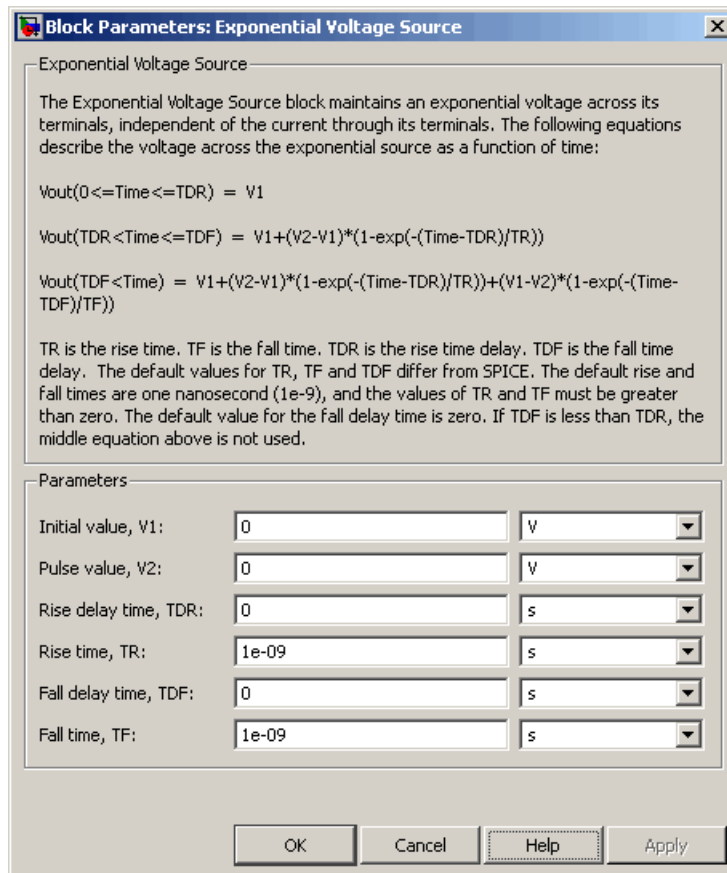 Block Parameters: Exponential Voltage Source
Exponential Voltage Source
The Exponential Voltage Source block maintains an exponential voltage across its
terminals, independent of the current through its terminals. The following equations
describe the voltage across the exponential source as a function of time:
Vout(0<=Time<=TDR) = V1
Vout(TDR<Time<=TDF) = V1+(V2-V1)*(1-exp(-(Time-TDR)/TR))
Vout(TDF<Time) = V1+(V2-V1)*(1-exp(-(Time-TDR)/TR))+(V1-V2)*(1-exp(-(Time-
TDF)/TF))
TR is the rise time. TF is the fall time. TDR is the rise time delay. TDF is the fall time
delay. The default values for TR, TF and TDF differ from SPICE. The default rise and
fall times are one nanosecond (1e-9), and the values of TR and TF must be greater
than zero. The default value for the fall delay time is zero. If TDF is less than TDR, the
middle equation above is not used.
Parameters
Initial value, V1: 0 V
Pulse value, V2: 0 V
Rise delay time, TDR: 0 s
Rise time, TR: 1e-09 s
Fall delay time, TDF: 0 s
Fall time, TF: 1e-09 s
OK Cancel Help Apply